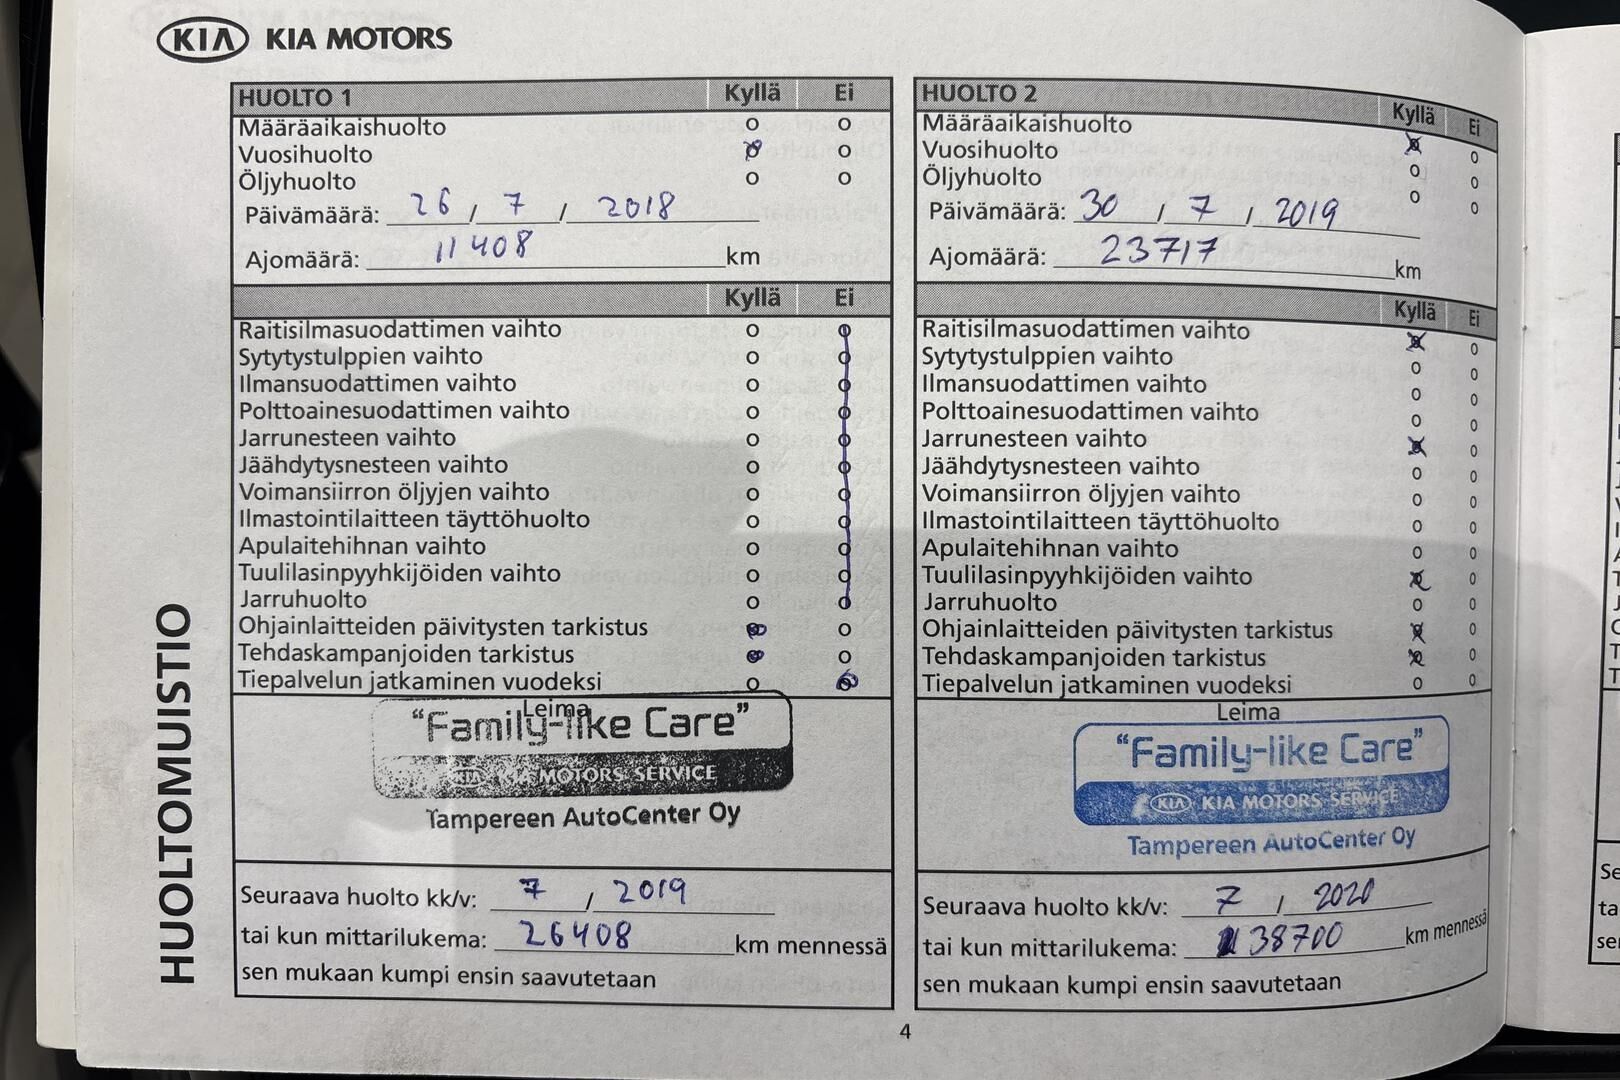 KIA KIA MOTORS
HUOLTOMUISTIO
HUOLTO 1 Kyllä Ei
Määräaikaishuolto o o
Vuosihuolto o o
Öljyhuolto o o
Päivämäärä: 26 / 7 / 2018
Ajomäärä: 11408 km
Kyllä Ei
Raitisilmasuodattimen vaihto o o
Sytytystulppien vaihto o o
Ilmansuodattimen vaihto o o
Polttoainesuodattimen vaihto o o
Jarrunesteen vaihto o o
Jäähdytysnesteen vaihto o o
Voimansiirron öljyjen vaihto o o
Ilmastointilaitteen täyttöhuolto o o
Apulaitehihnan vaihto o o
Tuulilasinpyyhkijöiden vaihto o o
Jarruhuolto o o
Ohjainlaitteiden päivitysten tarkistus o o
Tehdaskampanjoiden tarkistus o o
Tiepalvelun jatkaminen vuodeksi o o
Leima
"Family-like Care"
KIA KIA MOTORS SERVICE
Tampereen AutoCenter Oy
Seuraava huolto kk/v: 7 / 2019
tai kun mittarilukema: 26408 km mennessä
sen mukaan kumpi ensin saavutetaan
HUOLTO 2 Kyllä Ei
Määräaikaishuolto o o
Vuosihuolto o o
Öljyhuolto o o
Päivämäärä: 30 / 7 / 2019
Ajomäärä: 23717 km
Kyllä Ei
Raitisilmasuodattimen vaihto o o
Sytytystulppien vaihto o o
Ilmansuodattimen vaihto o o
Polttoainesuodattimen vaihto o o
Jarrunesteen vaihto o o
Jäähdytysnesteen vaihto o o
Voimansiirron öljyjen vaihto o o
Ilmastointilaitteen täyttöhuolto o o
Apulaitehihnan vaihto o o
Tuulilasinpyyhkijöiden vaihto o o
Jarruhuolto o o
Ohjainlaitteiden päivitysten tarkistus o o
Tehdaskampanjoiden tarkistus o o
Tiepalvelun jatkaminen vuodeksi o o
Leima
"Family-like Care"
KIA KIA MOTORS SERVICE
Tampereen AutoCenter Oy
Seuraava huolto kk/v: 7 / 2020
tai kun mittarilukema: 38700 km mennessä
sen mukaan kumpi ensin saavutetaan
4